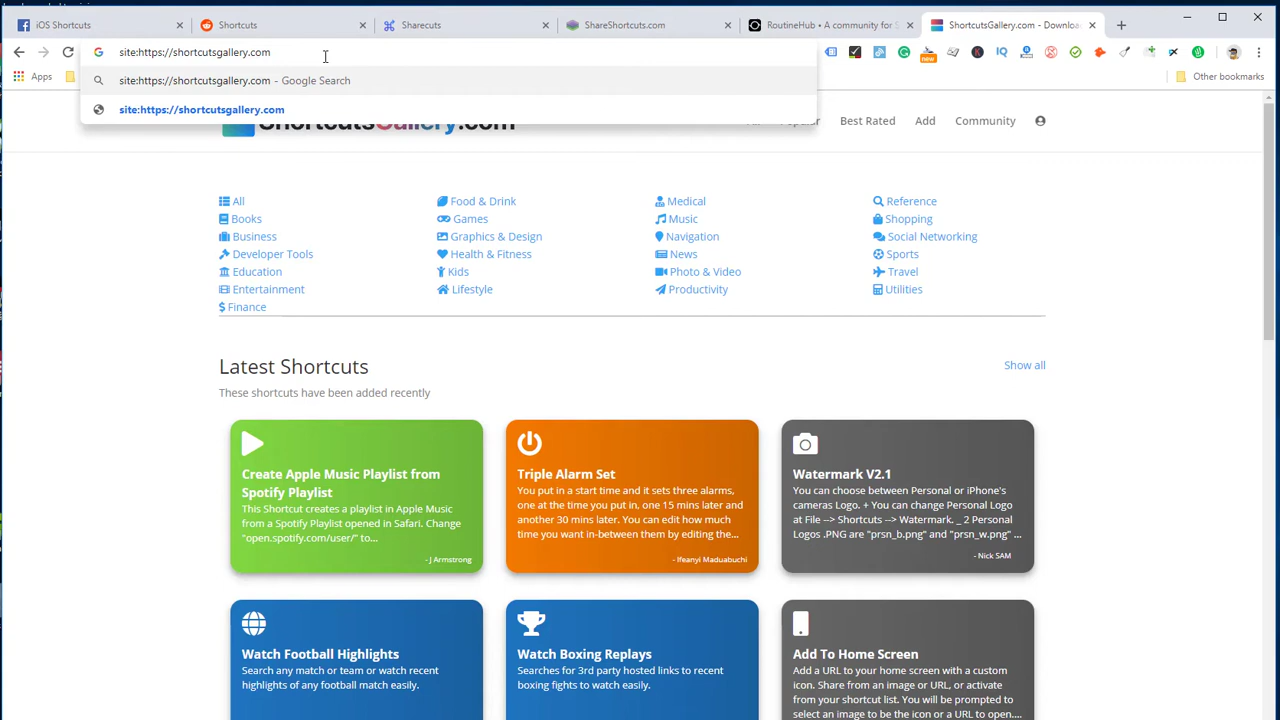 iOS Shortcuts
Shortcuts
Sharecuts
ShareShortcuts.com
RoutineHub • A community for S
ShortcutsGallery.com - Downloa
site:https://shortcutsgallery.com
Apps
Other bookmarks
site:https://shortcutsgallery.com - Google Search
site:https://shortcutsgallery.com
ShortcutsGallery.com
Popular
Best Rated
Add
Community
All
Food & Drink
Medical
Reference
Books
Games
Music
Shopping
Business
Graphics & Design
Navigation
Social Networking
Developer Tools
Health & Fitness
News
Sports
Education
Kids
Photo & Video
Travel
Entertainment
Lifestyle
Productivity
Utilities
Finance
Latest Shortcuts
Show all
These shortcuts have been added recently
Create Apple Music Playlist from
Spotify Playlist
This Shortcut creates a playlist in Apple Music
from a Spotify Playlist opened in Safari. Change
“open.spotify.com/user/” to...
- J Armstrong
Triple Alarm Set
You put in a start time and it sets three alarms,
one at the time you put in, one 15 mins later and
another 30 mins later. You can edit how much
time you want in-between them by editing the...
- Ifeanyi Maduabuchi
Watermark V2.1
You can choose between Personal or iPhone's
cameras Logo. + You can change Personal Logo
at File --> Shortcuts --> Watermark. _ 2 Personal
Logos .PNG are “prsn_b.png” and “prsn_w.png” ...
- Nick SAM
Watch Football Highlights
Search any match or team or watch recent
highlights of any football match easily.
Watch Boxing Replays
Searches for 3rd party hosted links to recent
boxing fights to watch easily.
Add To Home Screen
Add a URL to your home screen with a custom
icon. Share from an image or URL, or activate
from your shortcut list. You will be prompted to
select an image to be the icon or a URL to open....